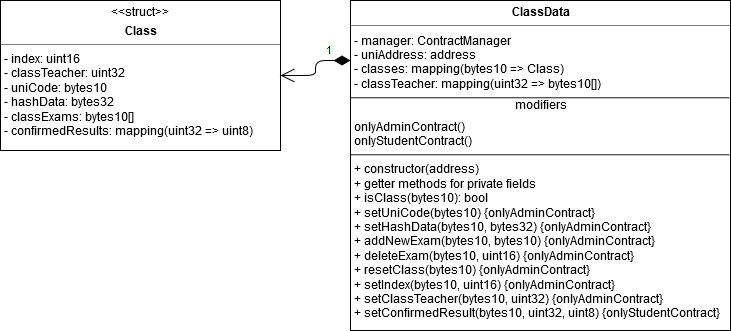 <<struct>>
Class
- index: uint16
- classTeacher: uint32
- uniCode: bytes10
- hashData: bytes32
- classExams: bytes10[]
- confirmedResults: mapping(uint32 => uint8)
1
ClassData
- manager: ContractManager
- uniAddress: address
- classes: mapping(bytes10 => Class)
- classTeacher: mapping(uint32 => bytes10[])
modifiers
onlyAdminContract()
onlyStudentContract()
+ constructor(address)
+ getter methods for private fields
+ isClass(bytes10): bool
+ setUniCode(bytes10) {onlyAdminContract}
+ setHashData(bytes10, bytes32) {onlyAdminContract}
+ addNewExam(bytes10, bytes10) {onlyAdminContract}
+ deleteExam(bytes10, uint16) {onlyAdminContract}
+ resetClass(bytes10) {onlyAdminContract}
+ setIndex(bytes10, uint16) {onlyAdminContract}
+ setClassTeacher(bytes10, uint32) {onlyAdminContract}
+ setConfirmedResult(bytes10, uint32, uint8) {onlyStudentContract}